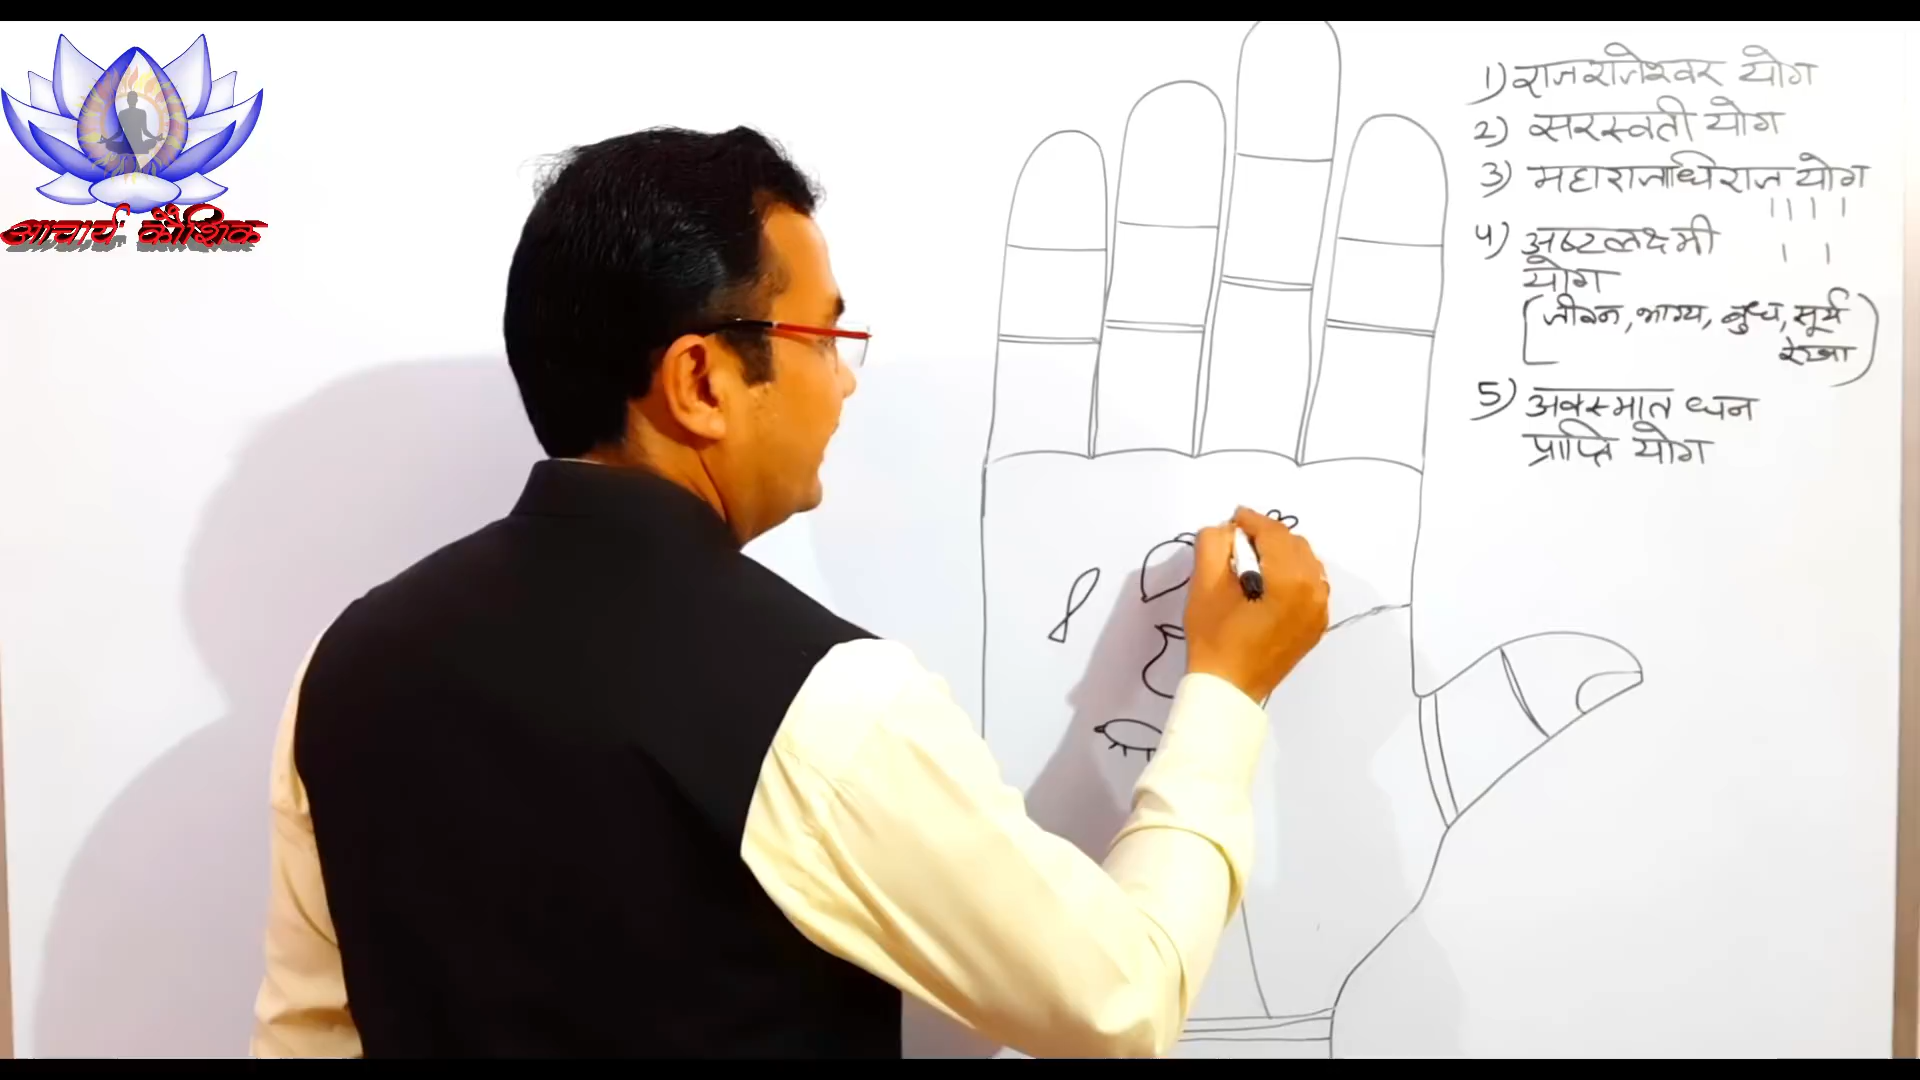 आचार्य कौशिक
1) राजराजेश्वर योग
2) सरस्वती योग
3) महाराजाधिराज योग
4) अष्टलक्ष्मी
योग
(जीवन, भाग्य, बुध, सूर्य
रेखा)
5) अकस्मात धन
प्राप्ति योग